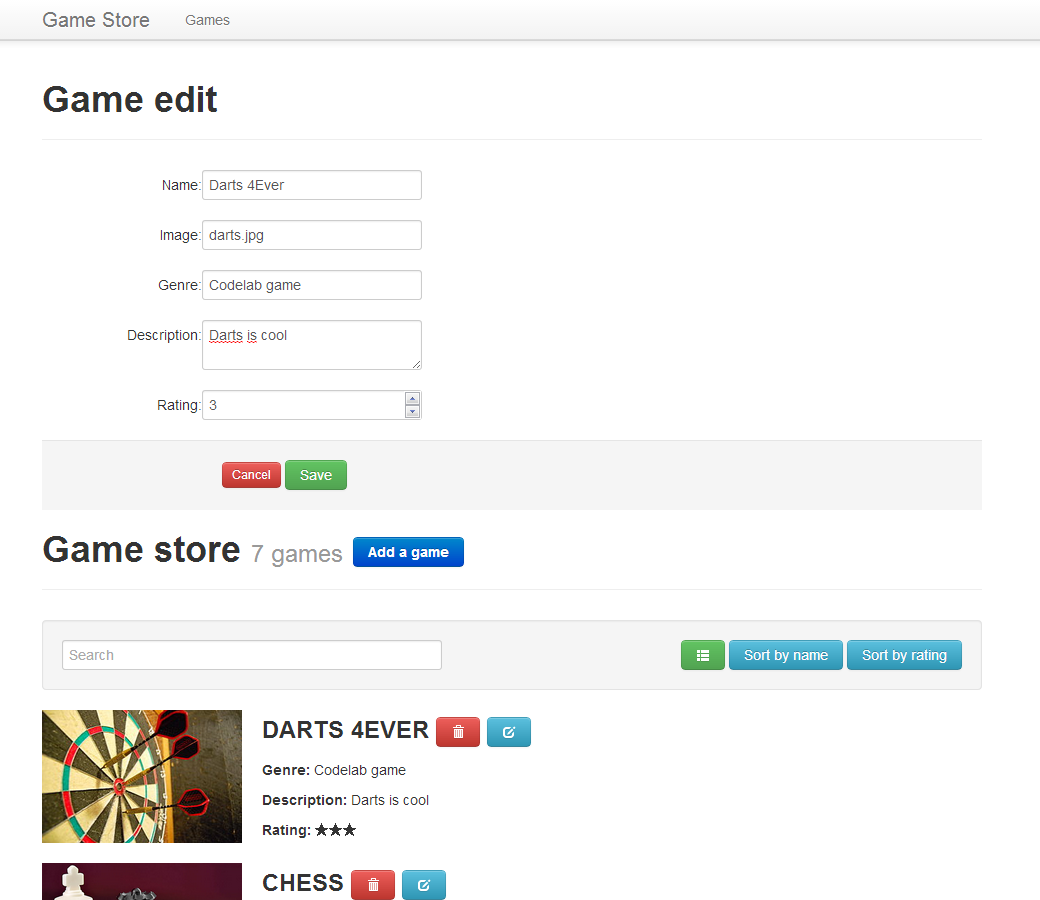 Game Store Games
Game edit
Name: Darts 4Ever
Image: darts.jpg
Genre: Codelab game
Description: Darts is cool
Rating: 3
Cancel Save
Game store 7 games Add a game
Search Sort by name Sort by rating
DARTS 4EVER
Genre: Codelab game
Description: Darts is cool
Rating: ★★★
CHESS